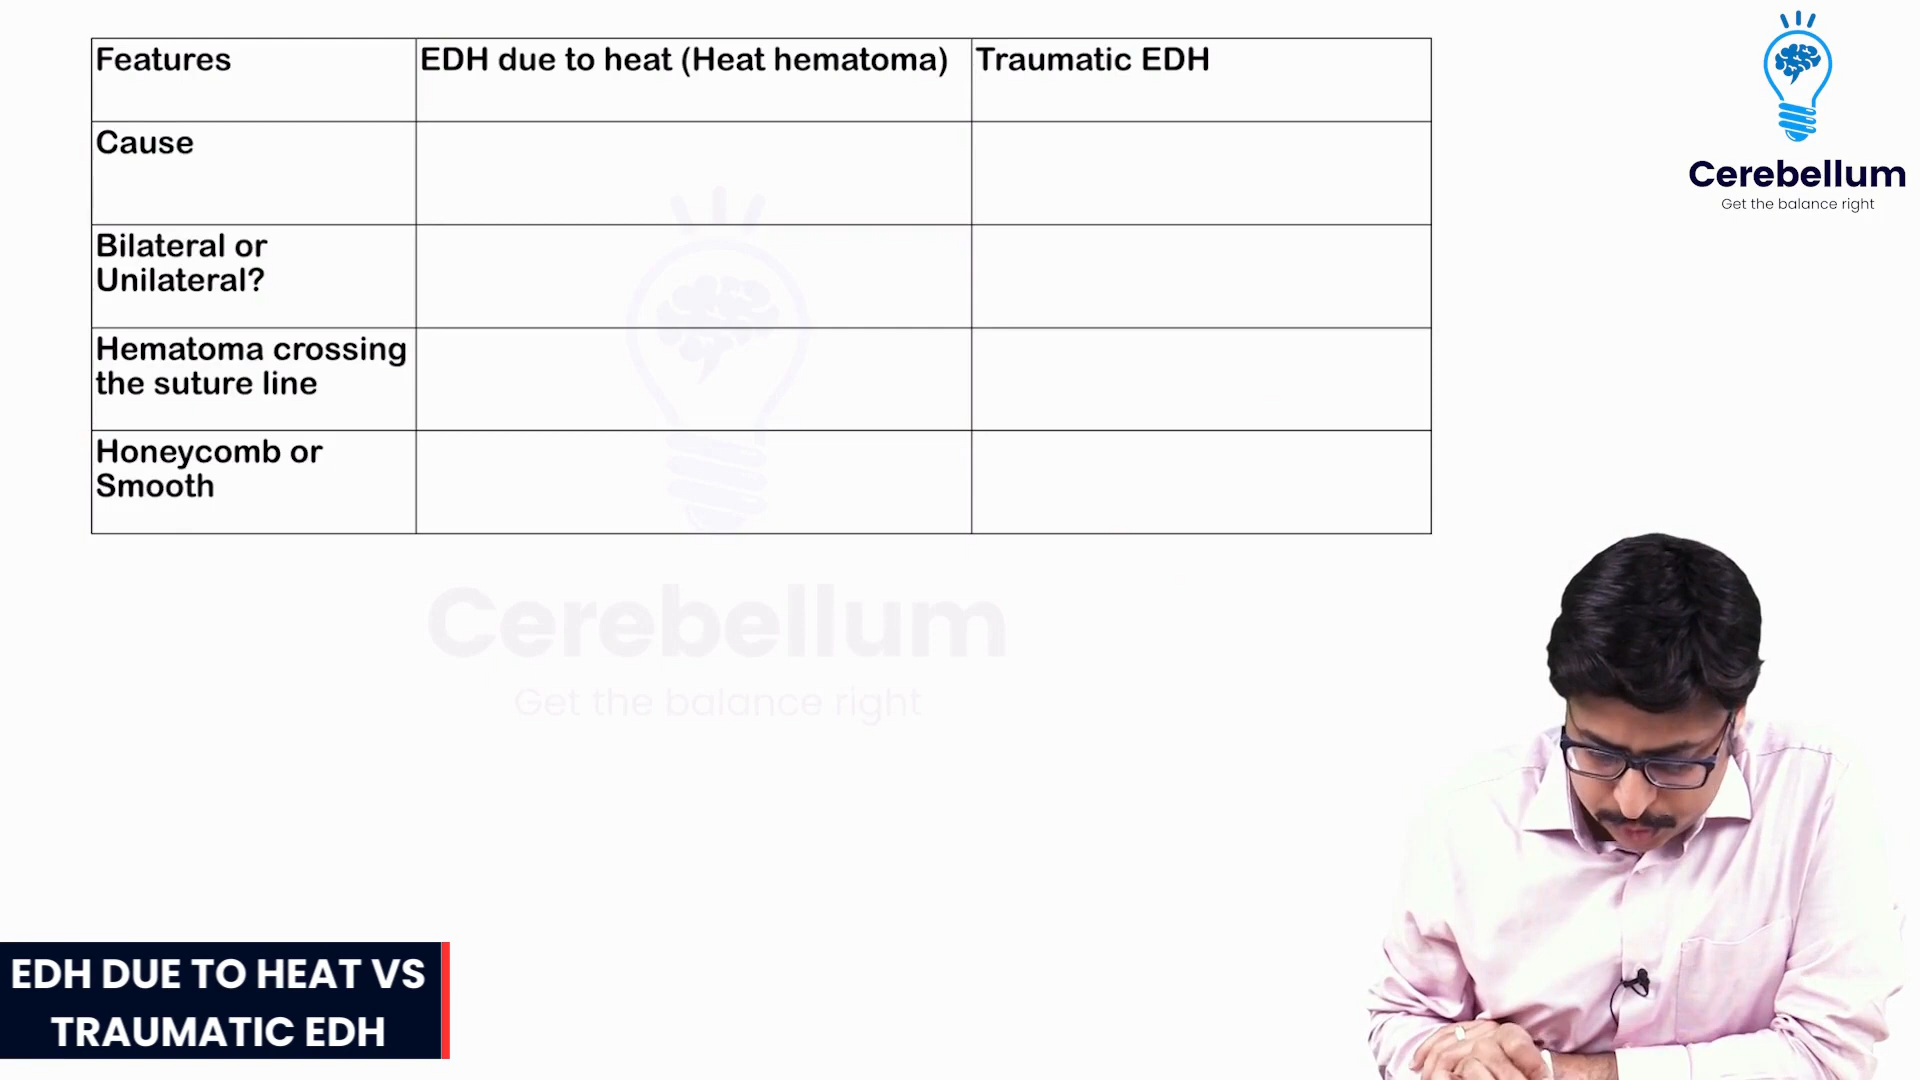 Features
EDH due to heat (Heat hematoma)
Traumatic EDH
Cause
Bilateral or
Unilateral?
Hematoma crossing
the suture line
Honeycomb or
Smooth
Cerebellum
Get the balance right
Cerebellum
Get the balance right
EDH DUE TO HEAT VS
TRAUMATIC EDH